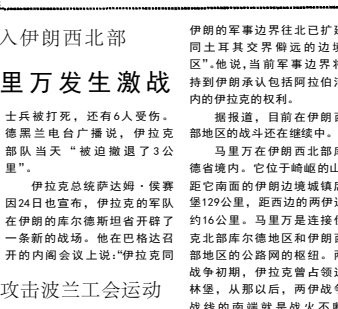 入伊朗西北部
里万发生激战
士兵被打死，还有6人受伤。
德黑兰电台广播说，伊拉克
部队当天“被迫撤退了3公
里”。
伊拉克总统萨达姆·侯赛
因24日也宣布，伊拉克的军队
在伊朗的库尔德斯坦省开辟了
一条新的战场。他在巴格达召
开的内阁会议上说：“伊拉克同
伊朗的军事边界往北已扩
同土耳其交界僻远的边
区”。他说，当前军事边界将
持到伊朗承认包括阿拉伯
内的伊拉克的权利。
据报道，目前在伊朗
部地区的战斗还在继续中。
马里万在伊朗西北部
德省境内。它位于崎岖的山
距它南面的伊朗边境城镇
堡129公里，距西边的两伊
约16公里。马里万是连接
克北部库尔德地区和伊朗
部地区的公路网的枢纽。
战争初期，伊拉克曾占领
林堡，从那以后，两伊战
战线的南端就是战火不
攻击波兰工会运动